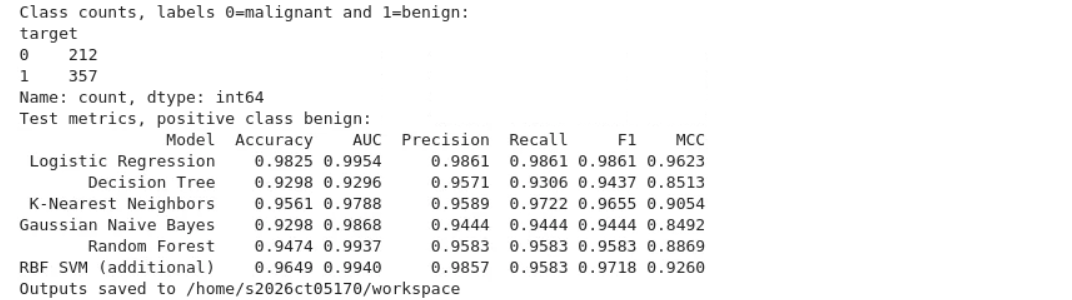 Class counts, labels 0=malignant and 1=benign:
target
0    212
1    357
Name: count, dtype: int64
Test metrics, positive class benign:
              Model  Accuracy    AUC  Precision  Recall     F1    MCC
Logistic Regression    0.9825 0.9954     0.9861  0.9861 0.9861 0.9623
      Decision Tree    0.9298 0.9296     0.9571  0.9306 0.9437 0.8513
K-Nearest Neighbors    0.9561 0.9788     0.9589  0.9722 0.9655 0.9054
Gaussian Naive Bayes    0.9298 0.9868     0.9444  0.9444 0.9444 0.8492
      Random Forest    0.9474 0.9937     0.9583  0.9583 0.9583 0.8869
RBF SVM (additional)    0.9649 0.9940     0.9857  0.9583 0.9718 0.9260
Outputs saved to /home/s2026ct05170/workspace